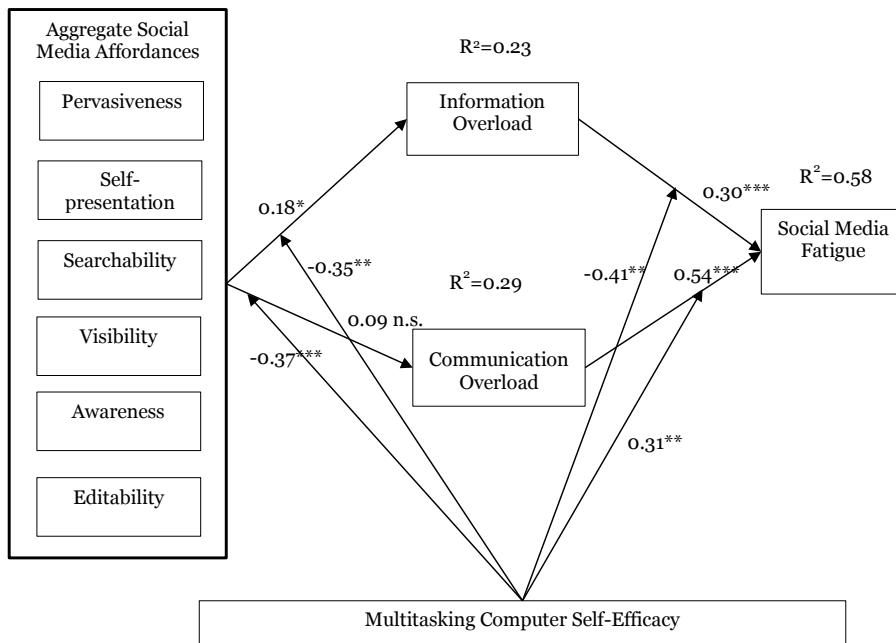 Aggregate Social
Media Affordances
Pervasiveness
Self-
presentation
Searchability
Visibility
Awareness
Editability
R²=0.23
Information
Overload
0.18*
-0.35**
R²=0.29
0.09 n.s.
-0.37***
Communication
Overload
0.30***
R²=0.58
Social Media
Fatigue
-0.41**
0.54***
0.31**
Multitasking Computer Self-Efficacy